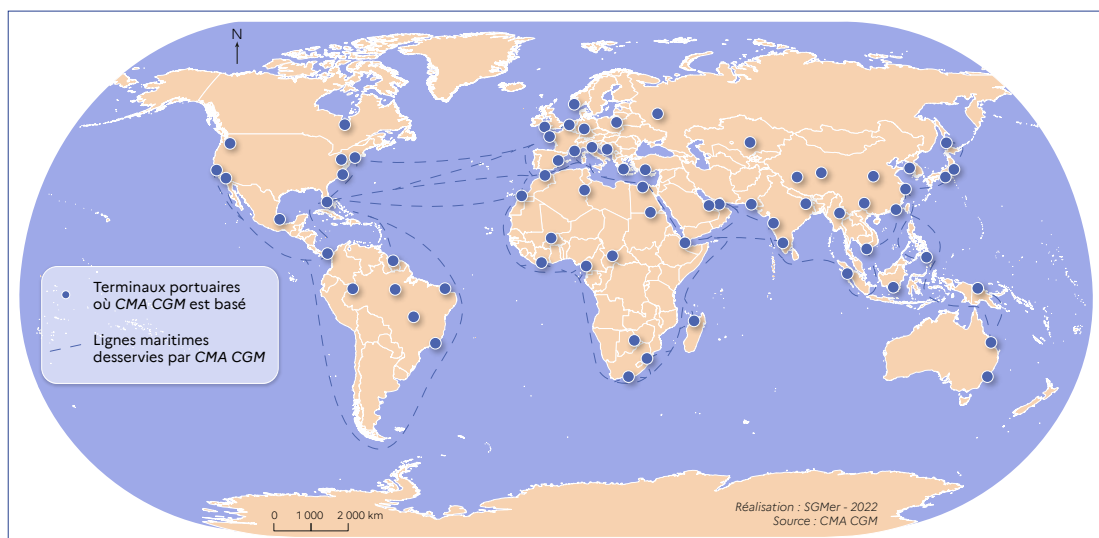 N
Terminaux portuaires
où CMA CGM est basé
Lignes maritimes
desservies par CMA CGM
0 1 000 2 000 km
Réalisation : SGMer - 2022
Source : CMA CGM